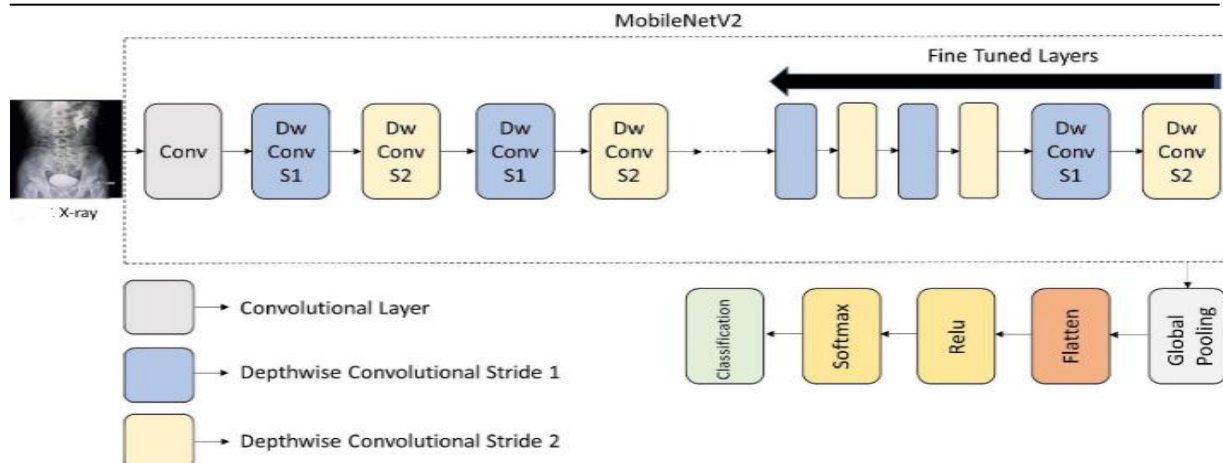 MobileNetV2
Fine Tuned Layers
Conv
Dw
Conv
S1
Dw
Conv
S2
Dw
Conv
S1
Dw
Conv
S2
Dw
Conv
S1
Dw
Conv
S2
X-ray
Convolutional Layer
Depthwise Convolutional Stride 1
Depthwise Convolutional Stride 2
Classification
Softmax
Relu
Flatten
Global
Pooling